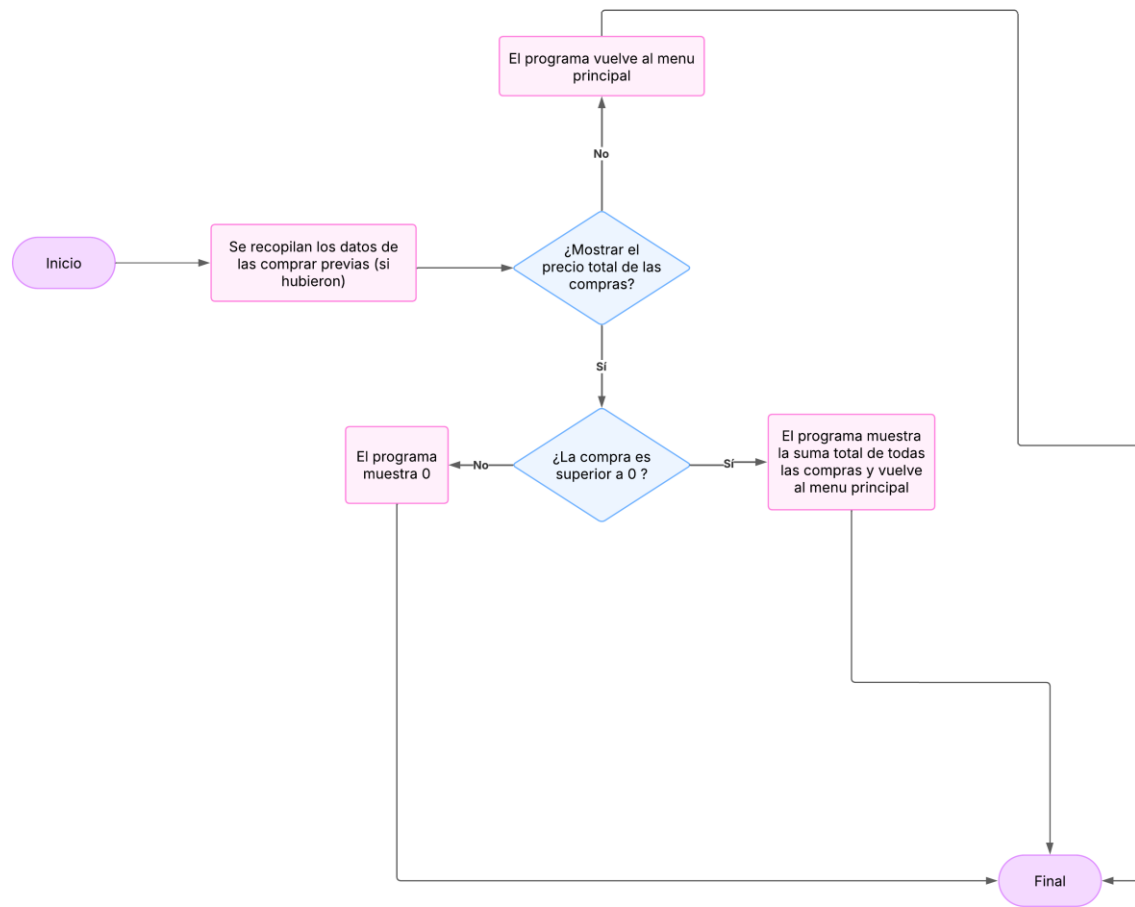 El programa vuelve al menu
principal
No
Inicio
Se recopilan los datos de
las comprar previas (si
hubieron)
¿Mostrar el
precio total de las
compras?
Sí
El programa
muestra 0
No
¿La compra es
superior a 0 ?
Sí
El programa muestra
la suma total de todas
las compras y vuelve
al menu principal
Final